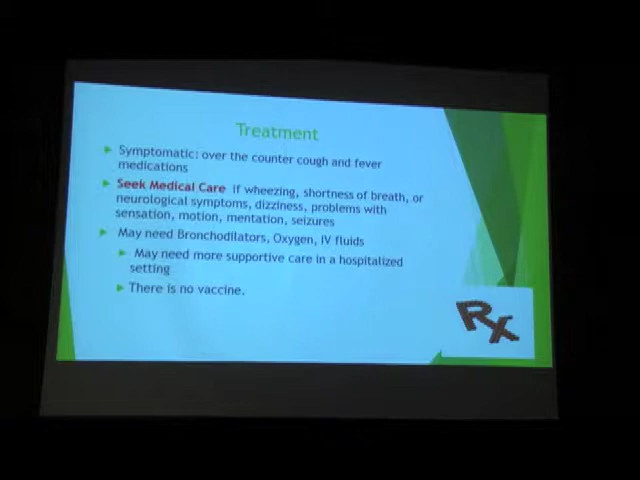 Treatment
Symptomatic: over the counter cough and fever
medications
Seek Medical Care if wheezing, shortness of breath, or
neurological symptoms, dizziness, problems with
sensation, motion, mentation, seizures
May need Bronchodilators, Oxygen, IV fluids
May need more supportive care in a hospitalized
setting
There is no vaccine.
Rx